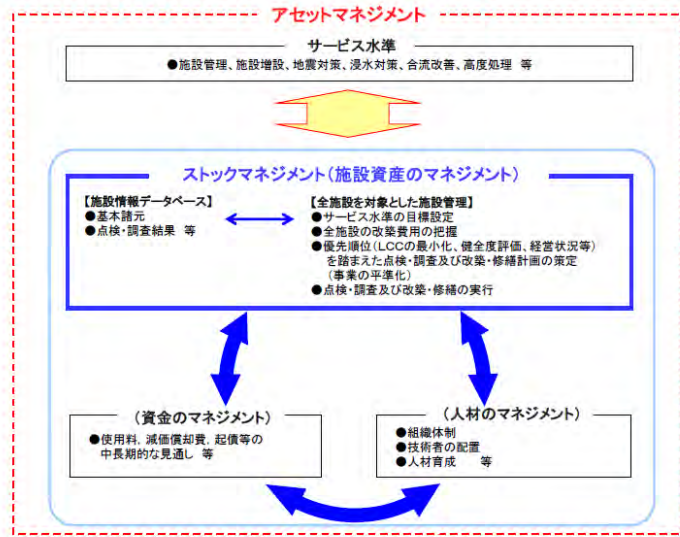 アセットマネジメント
サービス水準
●施設管理、施設増設、地震対策、浸水対策、合流改善、高度処理 等
ストックマネジメント(施設資産のマネジメント)
【施設情報データベース】
●基本諸元
●点検・調査結果 等
【全施設を対象とした施設管理】
●サービス水準の目標設定
●全施設の改築費用の把握
●優先順位(LCCの最小化、健全度評価、経営状況等)
を踏まえた点検・調査及び改築・修繕計画の策定
(事業の平準化)
●点検・調査及び改築・修繕の実行
(資金のマネジメント)
●使用料、減価償却費、起債等の
中長期的な見通し 等
(人材のマネジメント)
●組織体制
●技術者の配置
●人材育成 等